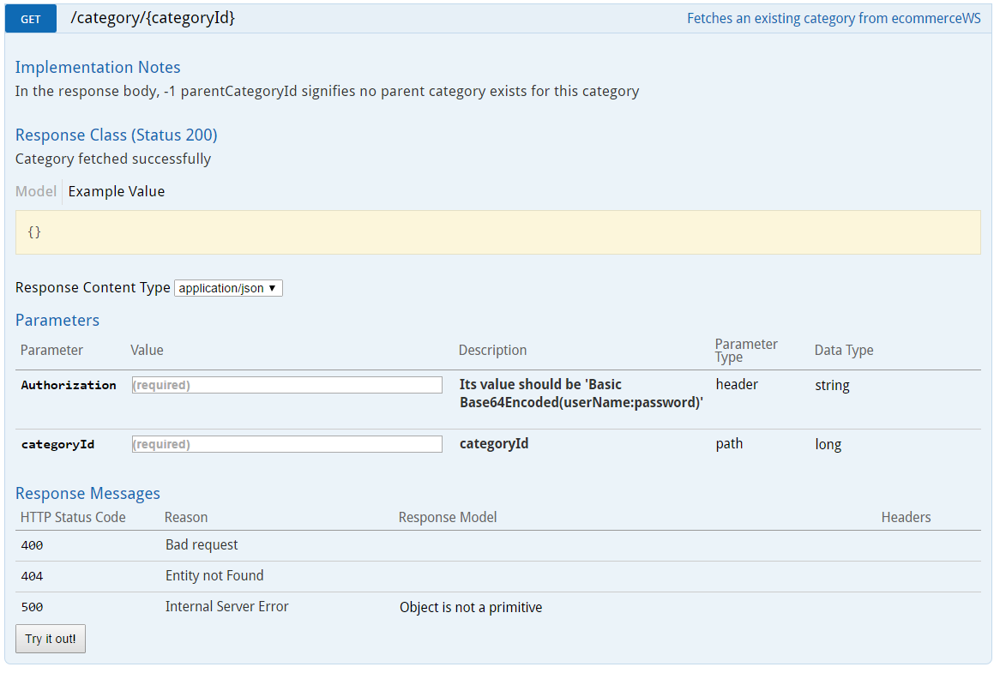 GET /category/{categoryId} Fetches an existing category from ecommerceWS
Implementation Notes
In the response body, -1 parentCategoryId signifies no parent category exists for this category
Response Class (Status 200)
Category fetched successfully
Model Example Value
{}
Response Content Type application/json ▼
Parameters
Parameter Value Description Parameter Type Data Type
Authorization (required) Its value should be 'Basic Base64Encoded(userName:password)' header string
categoryId (required) categoryId path long
Response Messages
HTTP Status Code Reason Response Model Headers
400 Bad request
404 Entity not Found
500 Internal Server Error Object is not a primitive
Try it out!